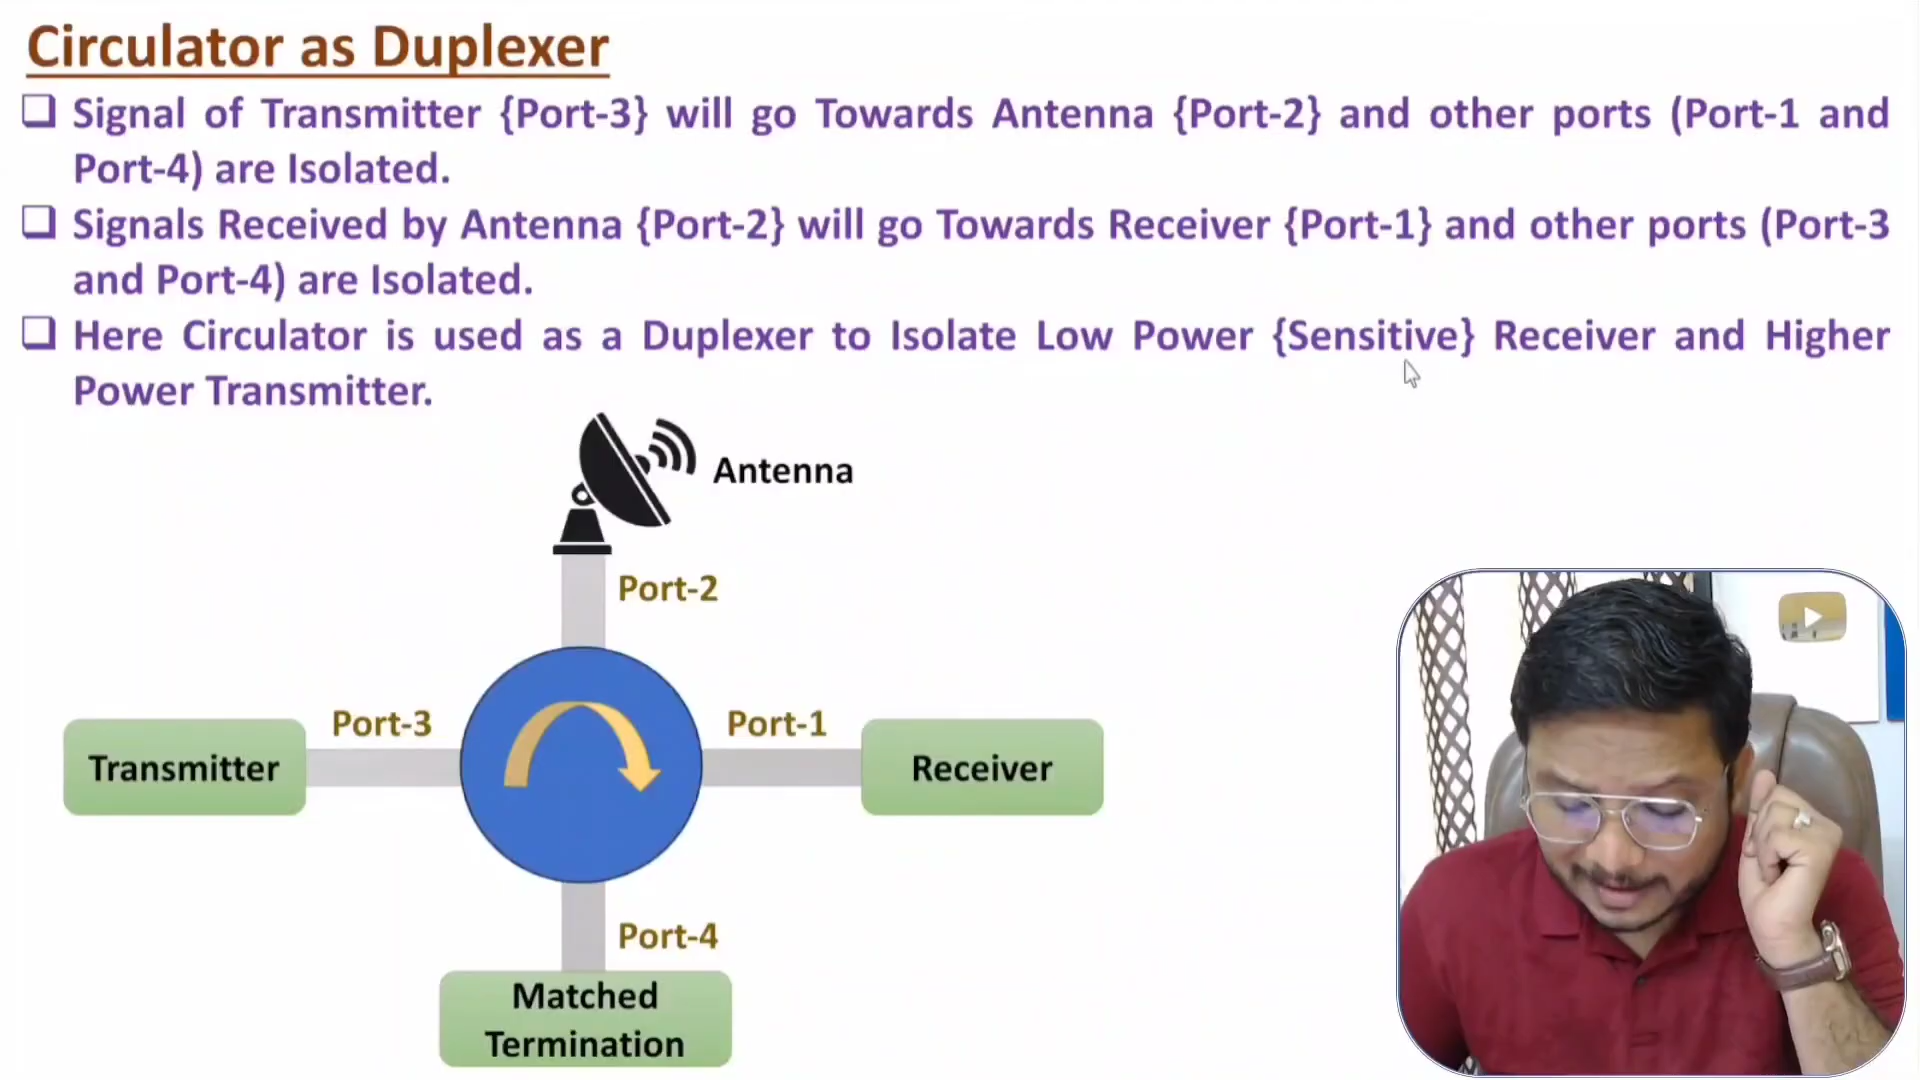 Circulator as Duplexer
❑ Signal of Transmitter {Port-3} will go Towards Antenna {Port-2} and other ports (Port-1 and
Port-4) are Isolated.
❑ Signals Received by Antenna {Port-2} will go Towards Receiver {Port-1} and other ports (Port-3
and Port-4) are Isolated.
❑ Here Circulator is used as a Duplexer to Isolate Low Power {Sensitive} Receiver and Higher
Power Transmitter.
Antenna
Port-2
Port-3
Port-1
Transmitter
Receiver
Port-4
Matched
Termination